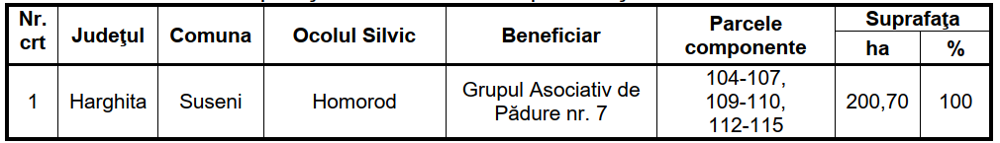 Nr. crt | Judeţul | Comuna | Ocolul Silvic | Beneficiar | Parcele componente | Suprafaţa
ha | %
1 | Harghita | Suseni | Homorod | Grupul Asociativ de Pădure nr. 7 | 104-107, 109-110, 112-115 | 200,70 | 100